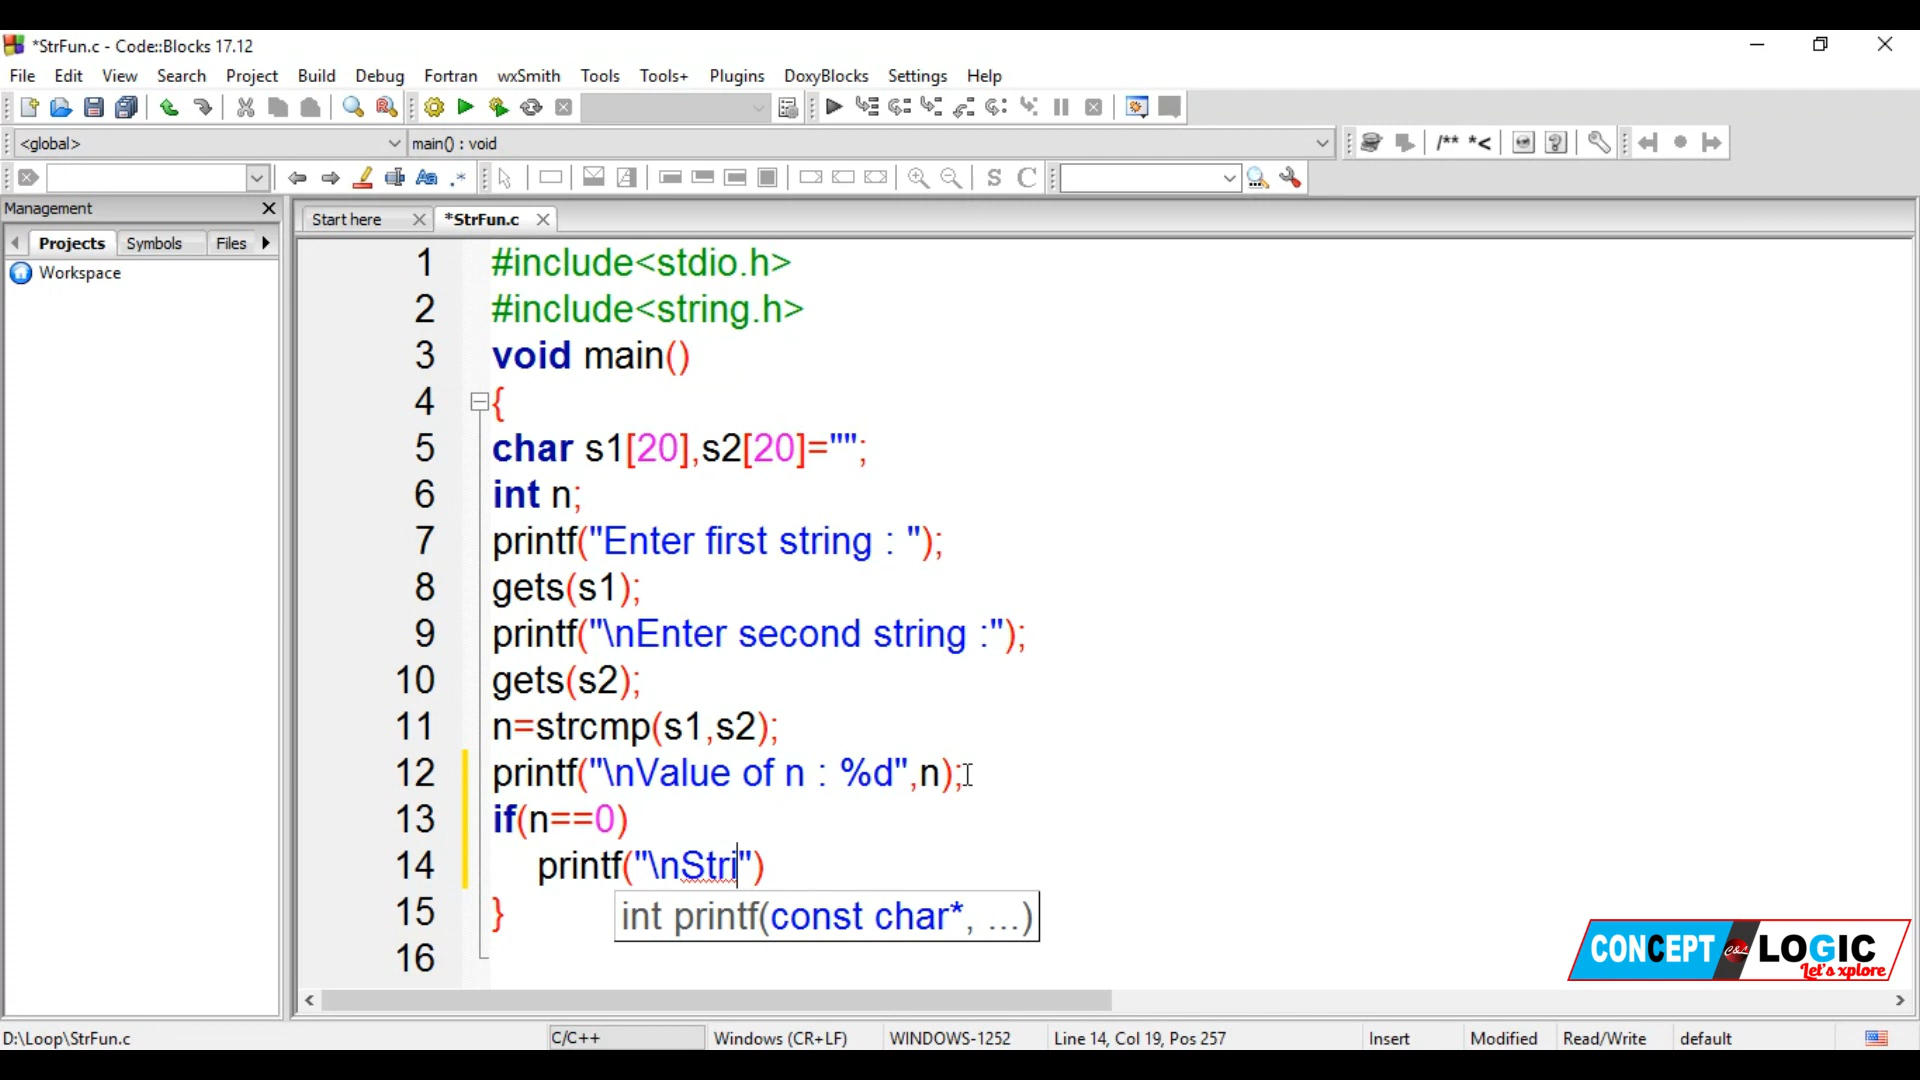 *StrFun.c - Code::Blocks 17.12
File Edit View Search Project Build Debug Fortran wxSmith Tools Tools+ Plugins DoxyBlocks Settings Help
<global> main() : void
/** *<
S C
Management
Start here *StrFun.c
Projects Symbols Files
Workspace
1 #include<stdio.h>
2 #include<string.h>
3 void main()
4 {
5 char s1[20],s2[20]="";
6 int n;
7 printf("Enter first string : ");
8 gets(s1);
9 printf("\nEnter second string :");
10 gets(s2);
11 n=strcmp(s1,s2);
12 printf("\nValue of n : %d",n);
13 if(n==0)
14 printf("\nStri")
15 }
int printf(const char*, ...)
16
CONCEPT C&L LOGIC
Let's xplore
D:\Loop\StrFun.c C/C++ Windows (CR+LF) WINDOWS-1252 Line 14, Col 19, Pos 257 Insert Modified Read/Write default